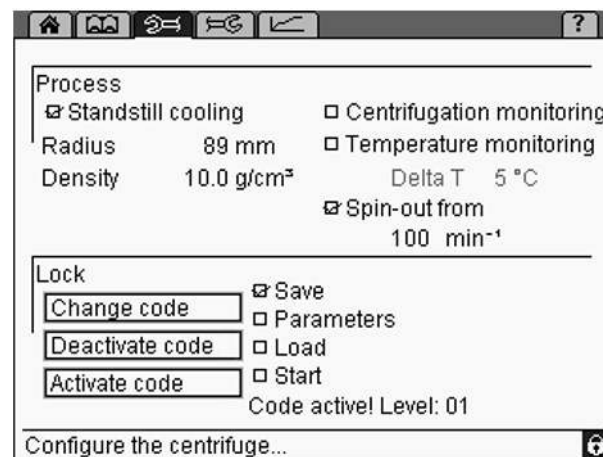 ?
Process
Standstill cooling
Centrifugation monitoring
Radius 89 mm
Temperature monitoring
Density 10.0 g/cm³
Delta T 5 °C
Spin-out from
100 min⁻¹
Lock
Change code
Save
Parameters
Deactivate code
Load
Activate code
Start
Code active! Level: 01
Configure the centrifuge...